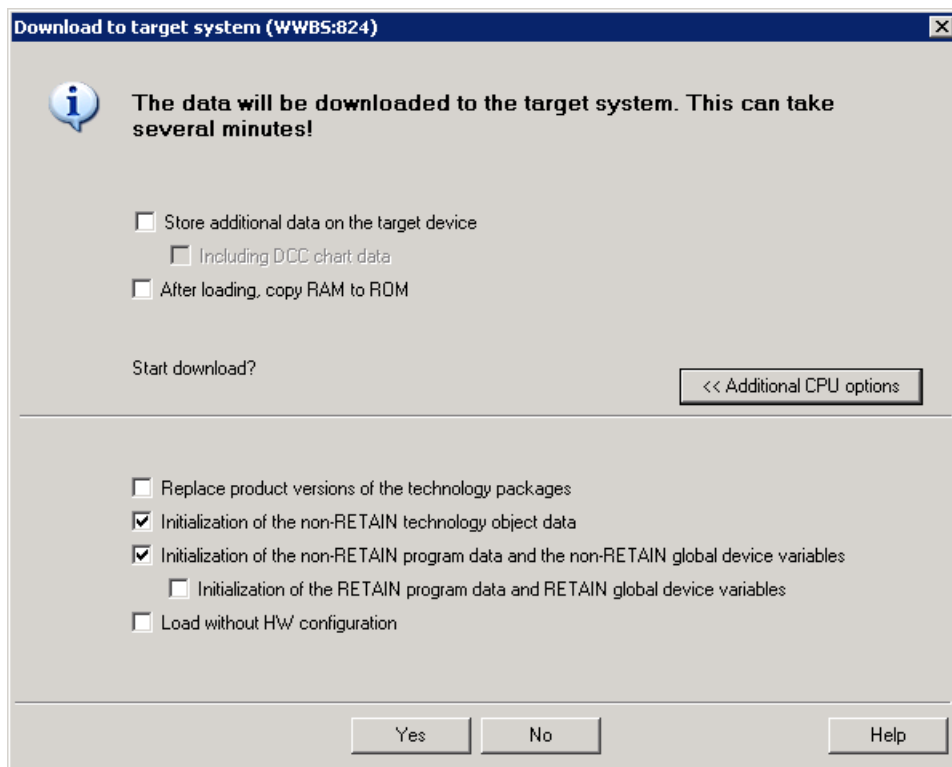 Download to target system (WWBS:824)
The data will be downloaded to the target system. This can take
several minutes!
Store additional data on the target device
Including DCC chart data
After loading, copy RAM to ROM
Start download?
<< Additional CPU options
Replace product versions of the technology packages
Initialization of the non-RETAIN technology object data
Initialization of the non-RETAIN program data and the non-RETAIN global device variables
Initialization of the RETAIN program data and RETAIN global device variables
Load without HW configuration
Yes
No
Help